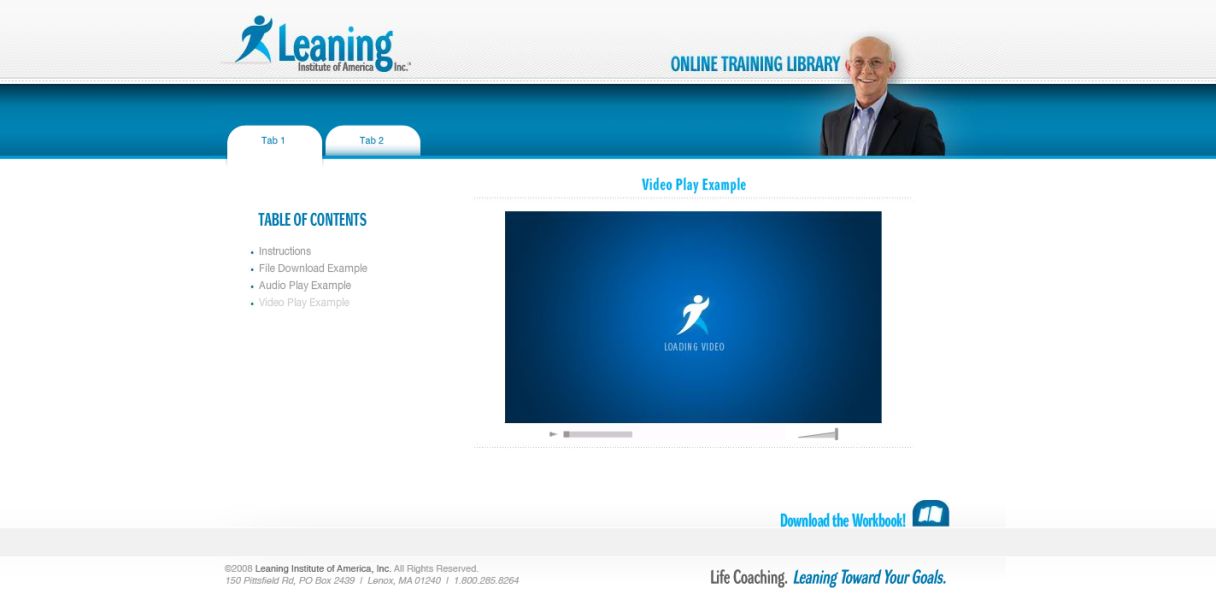 Leaning
Institute of America Inc.™
ONLINE TRAINING LIBRARY
Tab 1
Tab 2
Video Play Example
TABLE OF CONTENTS
Instructions
File Download Example
Audio Play Example
Video Play Example
LOADING VIDEO
Download the Workbook!
©2008 Leaning Institute of America, Inc. All Rights Reserved.
150 Pittsfield Rd, PO Box 2439 | Lenox, MA 01240 | 1.800.285.8264
Life Coaching. Leaning Toward Your Goals.